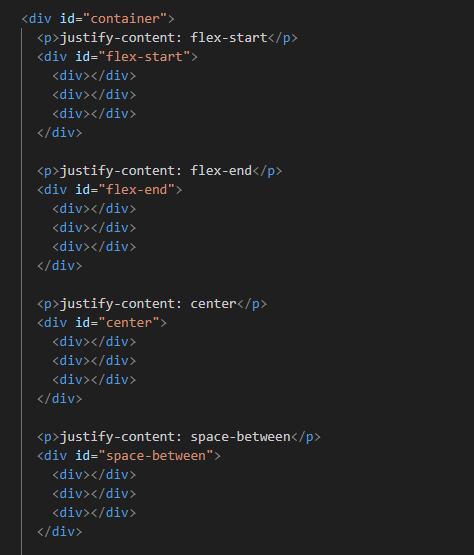 <div id="container">
  <p>justify-content: flex-start</p>
  <div id="flex-start">
    <div></div>
    <div></div>
    <div></div>
  </div>

  <p>justify-content: flex-end</p>
  <div id="flex-end">
    <div></div>
    <div></div>
    <div></div>
  </div>

  <p>justify-content: center</p>
  <div id="center">
    <div></div>
    <div></div>
    <div></div>
  </div>

  <p>justify-content: space-between</p>
  <div id="space-between">
    <div></div>
    <div></div>
    <div></div>
  </div>